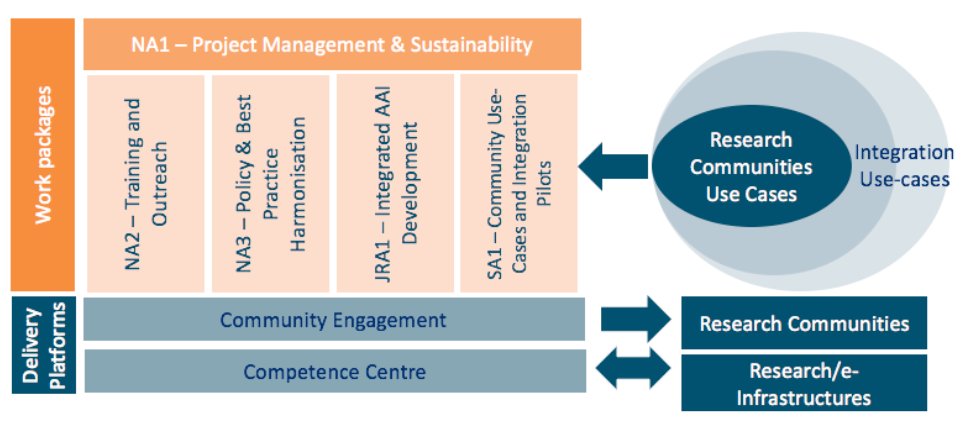 NA1 – Project Management & Sustainability
Work packages
NA2 – Training and
Outreach
NA3 – Policy & Best
Practice
Harmonisation
JRA1 – Integrated AAI
Development
SA1 – Community Use-
Cases and Integration
Pilots
Research
Communities
Use Cases
Integration
Use-cases
Delivery
Platforms
Community Engagement
Competence Centre
Research Communities
Research/e-
Infrastructures